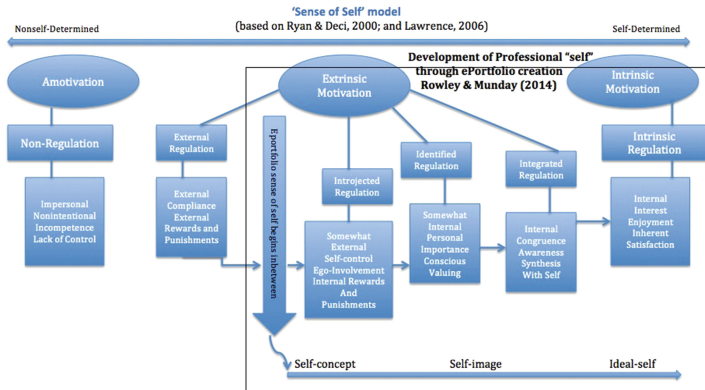 ‘Sense of Self’ model
(based on Ryan & Deci, 2000; and Lawrence, 2006)
Nonself-Determined
Self-Determined
Development of Professional “self”
through ePortfolio creation
Rowley & Munday (2014)
Amotivation
Extrinsic
Motivation
Intrinsic
Motivation
Non-Regulation
External
Regulation
Introjected
Regulation
Identified
Regulation
Integrated
Regulation
Intrinsic
Regulation
Impersonal
Nonintentional
Incompetence
Lack of Control
External
Compliance
External
Rewards and
Punishments
Eportfolio sense of self begins inbetween
Somewhat
External
Self-control
Ego-Involvement
Internal Rewards
And
Punishments
Somewhat
Internal
Personal
Importance
Conscious
Valuing
Internal
Congruence
Awareness
Synthesis
With Self
Internal
Interest
Enjoyment
Inherent
Satisfaction
Self-concept
Self-image
Ideal-self